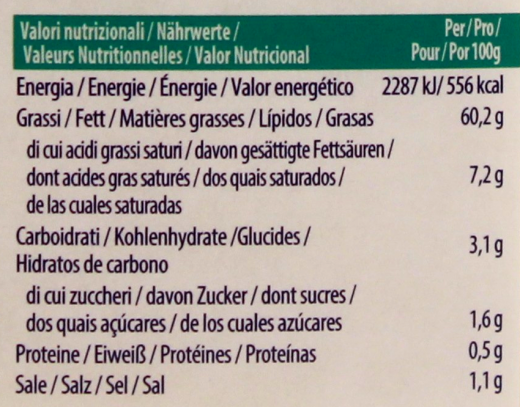 Valori nutrizionali / Nährwerte / Per / Pro /
Valeurs Nutritionnelles / Valor Nutricional Pour / Por 100g
Energia / Energie / Énergie / Valor energético 2287 kJ/ 556 kcal
Grassi / Fett / Matières grasses / Lípidos / Grasas 60,2 g
di cui acidi grassi saturi / davon gesättigte Fettsäuren /
dont acides gras saturés / dos quais saturados / 7,2 g
de las cuales saturadas
Carboidrati / Kohlenhydrate /Glucides / 3,1 g
Hidratos de carbono
di cui zuccheri / davon Zucker / dont sucres /
dos quais açúcares / de los cuales azúcares 1,6 g
Proteine / Eiweiß / Protéines / Proteínas 0,5 g
Sale / Salz / Sel / Sal 1,1 g